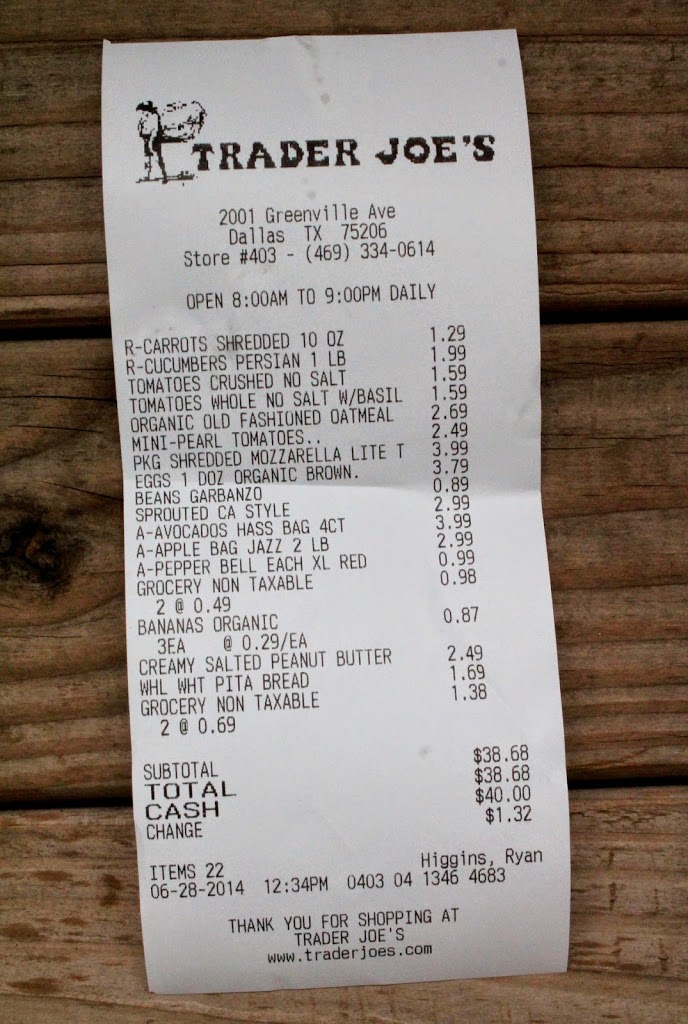 TRADER JOE'S
2001 Greenville Ave
Dallas TX 75206
Store #403 - (469) 334-0614
OPEN 8:00AM TO 9:00PM DAILY
R-CARROTS SHREDDED 10 OZ 1.29
R-CUCUMBERS PERSIAN 1 LB 1.99
TOMATOES CRUSHED NO SALT 1.59
TOMATOES WHOLE NO SALT W/BASIL 1.59
ORGANIC OLD FASHIONED OATMEAL 2.69
MINI-PEARL TOMATOES.. 2.49
PKG SHREDDED MOZZARELLA LITE T 3.99
EGGS 1 DOZ ORGANIC BROWN. 3.79
BEANS GARBANZO 0.89
SPROUTED CA STYLE 2.99
A-AVOCADOS HASS BAG 4CT 3.99
A-APPLE BAG JAZZ 2 LB 2.99
A-PEPPER BELL EACH XL RED 0.99
GROCERY NON TAXABLE 0.98
2 @ 0.49
BANANAS ORGANIC 0.87
3EA @ 0.29/EA
CREAMY SALTED PEANUT BUTTER 2.49
WHL WHT PITA BREAD 1.69
GROCERY NON TAXABLE 1.38
2 @ 0.69
SUBTOTAL $38.68
TOTAL $38.68
CASH $40.00
CHANGE $1.32
ITEMS 22 Higgins, Ryan
06-28-2014 12:34PM 0403 04 1346 4683
THANK YOU FOR SHOPPING AT
TRADER JOE'S
www.traderjoes.com